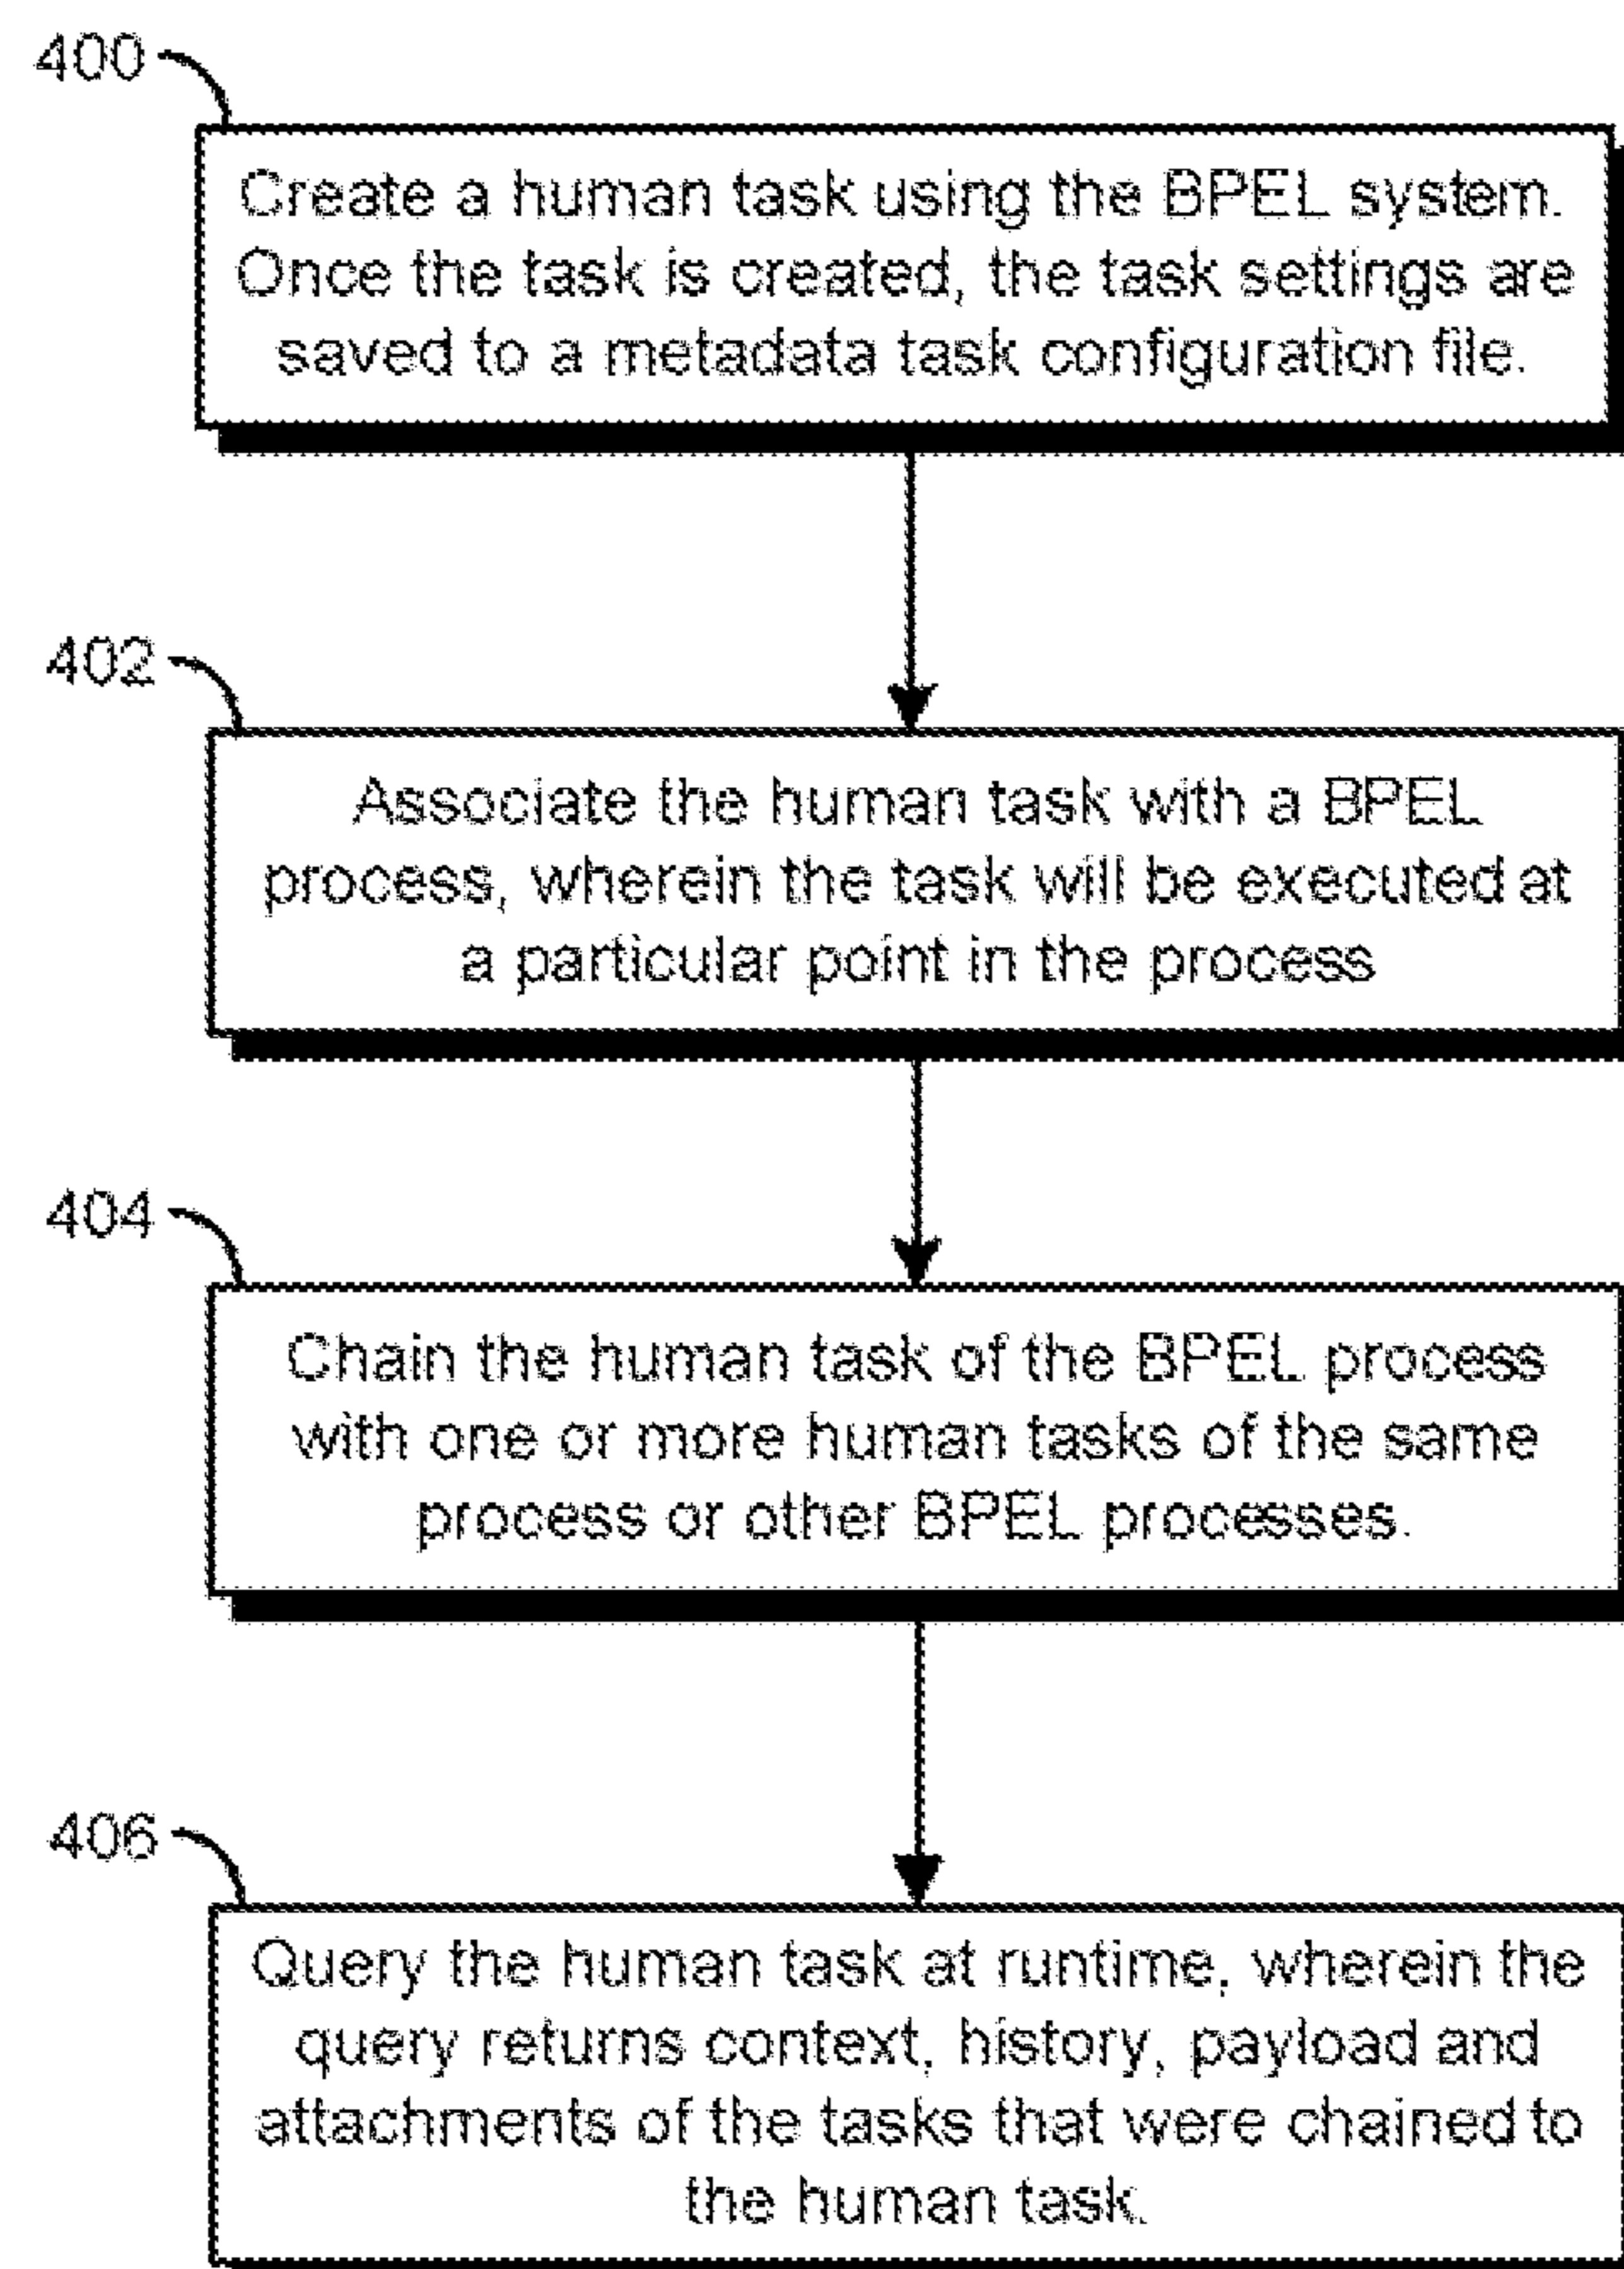 400
Create a human task using the BPEL system.
Once the task is created, the task settings are
saved to a metadata task configuration file.
402
Associate the human task with a BPEL
process, wherein the task will be executed at
a particular point in the process
404
Chain the human task of the BPEL process
with one or more human tasks of the same
process or other BPEL processes.
406
Query the human task at runtime, wherein the
query returns context, history, payload and
attachments of the tasks that were chained to
the human task.